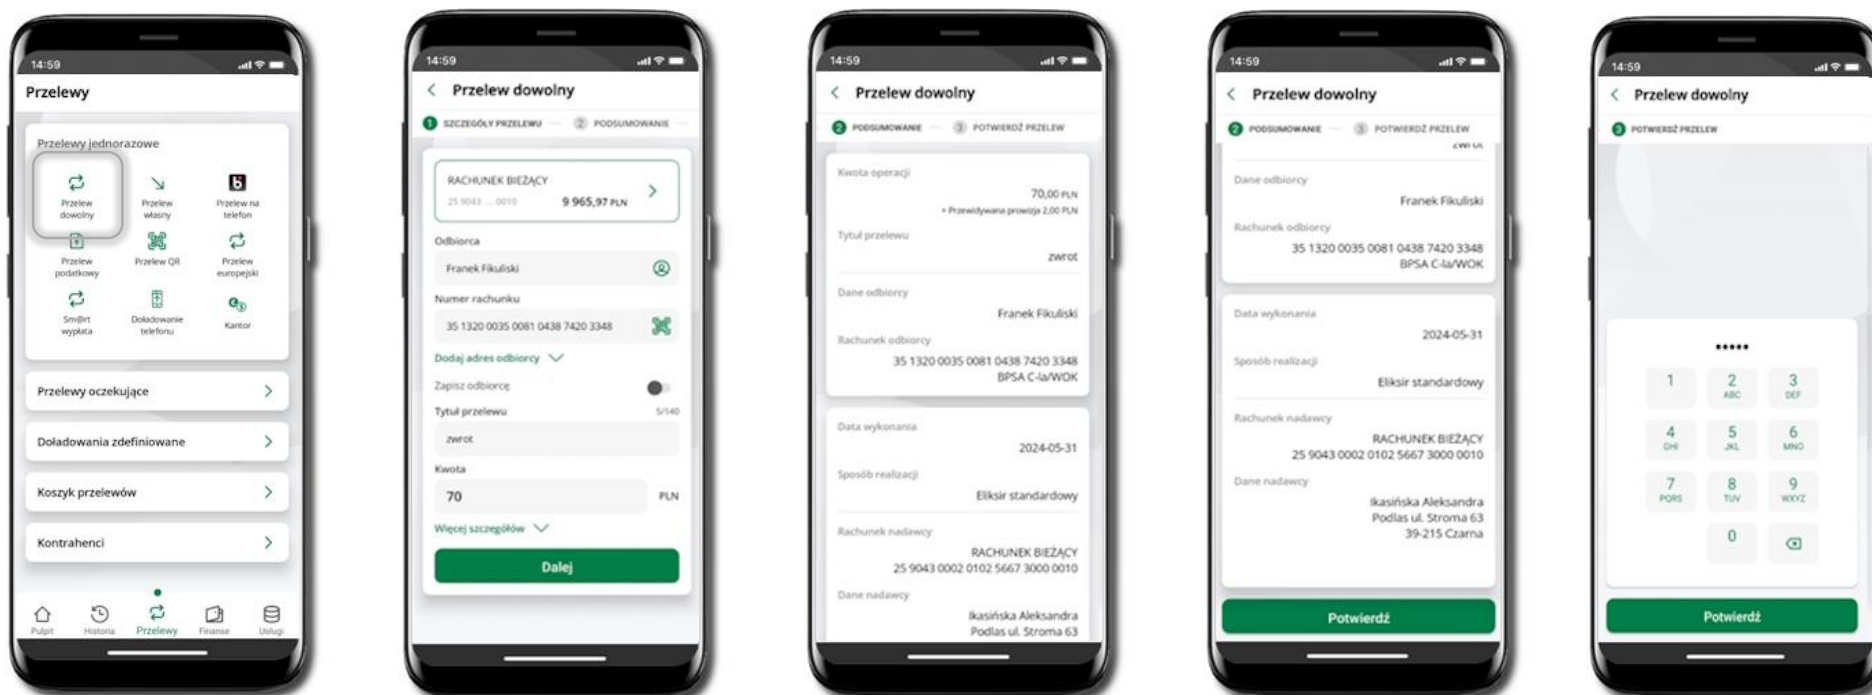 14:59
Przelewy
Przelewy jednorazowe
Przelew
dowolny
Przelew
własny
Przelew na
telefon
Przelew
podatkowy
Przelew QR
Przelew
europejski
Sm@rt
wypłata
Doładowanie
telefonu
Kantor
Przelewy oczekujące
Doładowania zdefiniowane
Koszyk przelewów
Kontrahenci
Pulpit
Historia
Przelewy
Finanse
Usługi
14:59
Przelew dowolny
1 SZCZEGÓŁY PRZELEWU
2 PODSUMOWANIE
RACHUNEK BIEŻĄCY
25 9043 .... 0010 9 965,97 PLN
Odbiorca
Franek Fikuliski
Numer rachunku
35 1320 0035 0081 0438 7420 3348
Dodaj adres odbiorcy
Zapisz odbiorcę
Tytuł przelewu 5/140
zwrot
Kwota
70 PLN
Więcej szczegółów
Dalej
14:59
Przelew dowolny
2 PODSUMOWANIE
3 POTWIERDŹ PRZELEW
Kwota operacji
70,00 PLN
+ Przewidywana prowizja 2,00 PLN
Tytuł przelewu
zwrot
Dane odbiorcy
Franek Fikuliski
Rachunek odbiorcy
35 1320 0035 0081 0438 7420 3348
BPSA C-la/WOK
Data wykonania
2024-05-31
Sposób realizacji
Eliksir standardowy
Rachunek nadawcy
RACHUNEK BIEŻĄCY
25 9043 0002 0102 5667 3000 0010
Dane nadawcy
Ikasińska Aleksandra
Podlas ul. Stroma 63
14:59
Przelew dowolny
2 PODSUMOWANIE
3 POTWIERDŹ PRZELEW
zwrot
Dane odbiorcy
Franek Fikuliski
Rachunek odbiorcy
35 1320 0035 0081 0438 7420 3348
BPSA C-la/WOK
Data wykonania
2024-05-31
Sposób realizacji
Eliksir standardowy
Rachunek nadawcy
RACHUNEK BIEŻĄCY
25 9043 0002 0102 5667 3000 0010
Dane nadawcy
Ikasińska Aleksandra
Podlas ul. Stroma 63
39-215 Czarna
Potwierdź
14:59
Przelew dowolny
3 POTWIERDŹ PRZELEW
•••••
1 2 3
ABC DEF
4 5 6
GHI JKL MNO
7 8 9
PQRS TUV WXYZ
0
Potwierdź